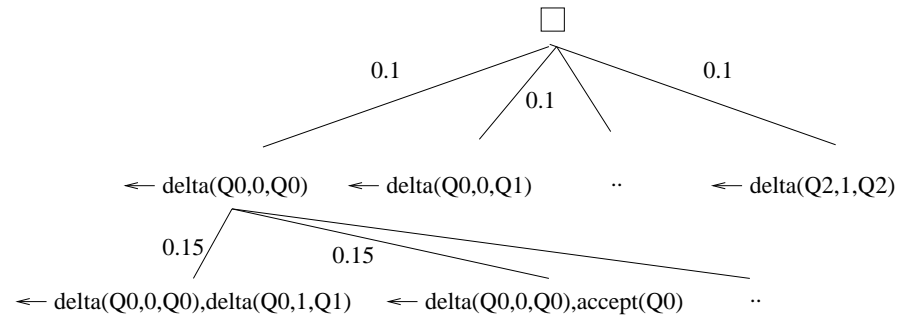 0.1 0.1 0.1
← delta(Q0,0,Q0) ← delta(Q0,0,Q1) .. ← delta(Q2,1,Q2)
0.15 0.15
← delta(Q0,0,Q0),delta(Q0,1,Q1) ← delta(Q0,0,Q0),accept(Q0) ..